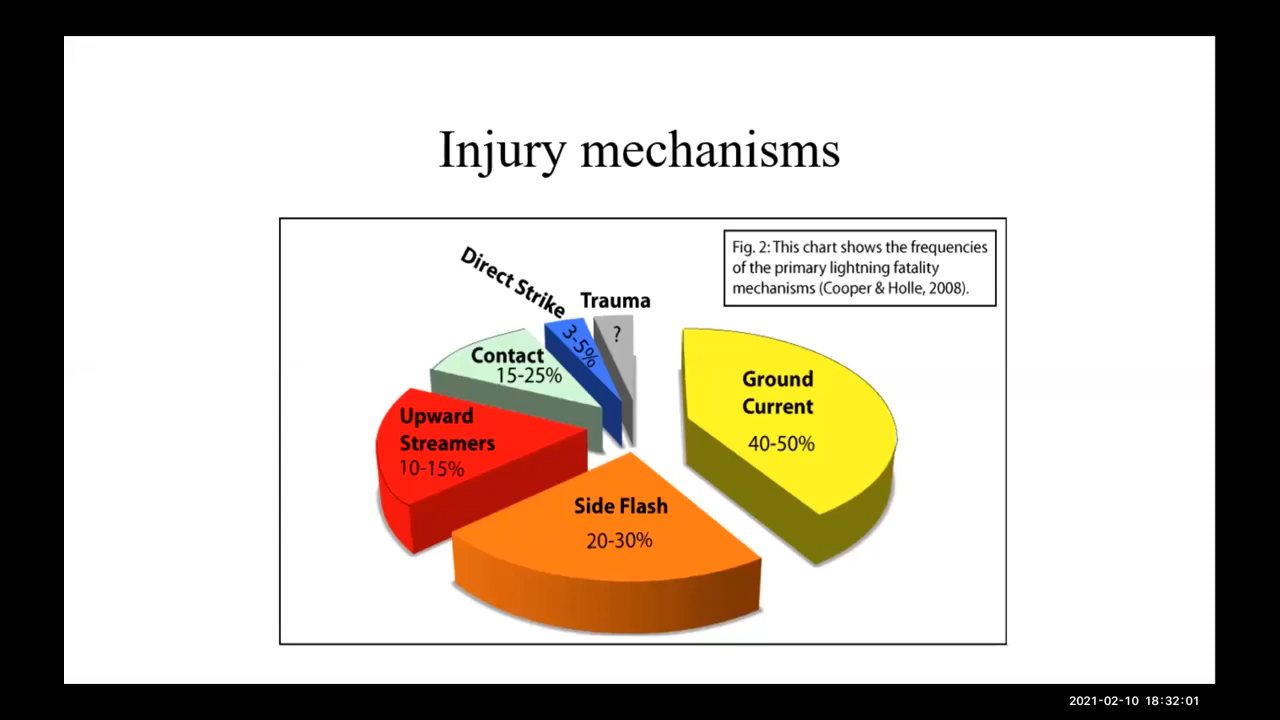 Injury mechanisms
Fig. 2: This chart shows the frequencies
of the primary lightning fatality
mechanisms (Cooper & Holle, 2008).
Direct Strike
3-5%
Trauma
?
Contact
15-25%
Ground
Current
40-50%
Upward
Streamers
10-15%
Side Flash
20-30%
2021-02-10 18:32:01